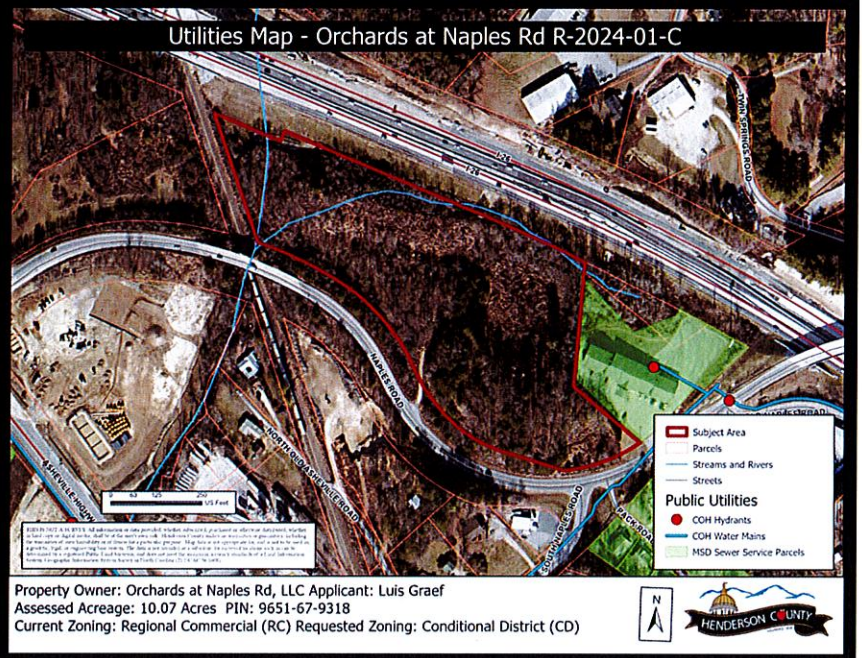 Utilities Map - Orchards at Naples Rd R-2024-01-C
I-26
I-26
TWIN SPRINGS ROAD
NAPLES ROAD
NORTH OLD ASHEVILLE ROAD
SOUTH NAPLES ROAD
PACK ROAD
0 63 125 250
US Feet
Subject Area
Parcels
Streams and Rivers
Streets
Public Utilities
COH Hydrants
COH Water Mains
MSD Sewer Service Parcels
Property Owner: Orchards at Naples Rd, LLC Applicant: Luis Graef
Assessed Acreage: 10.07 Acres PIN: 9651-67-9318
Current Zoning: Regional Commercial (RC) Requested Zoning: Conditional District (CD)
N
HENDERSON COUNTY